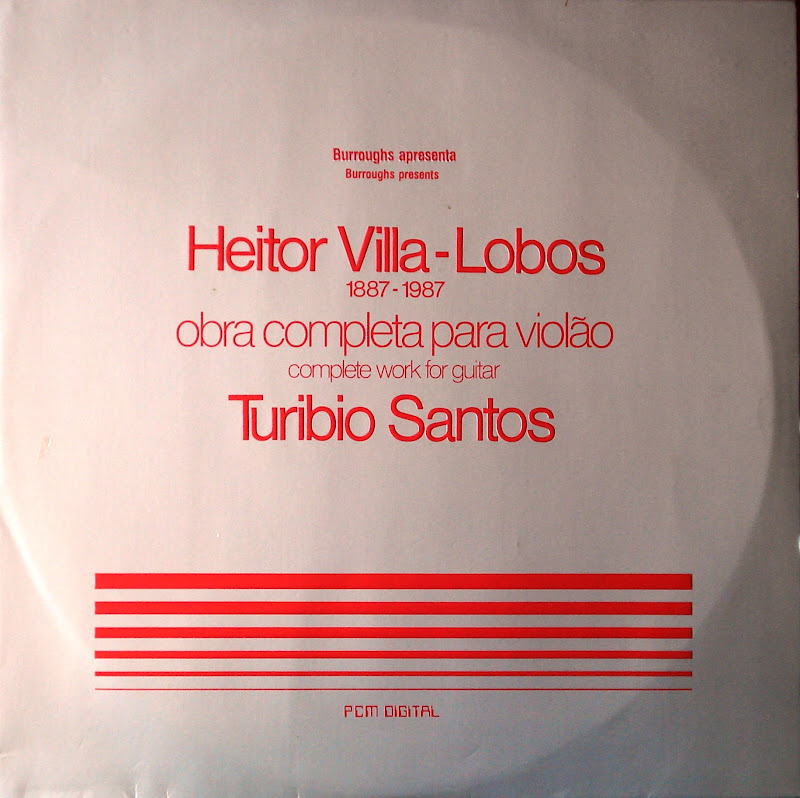 Burroughs apresenta
Burroughs presents
Heitor Villa-Lobos
1887-1987
obra completa para violão
complete work for guitar
Turibio Santos
PCM DIGITAL